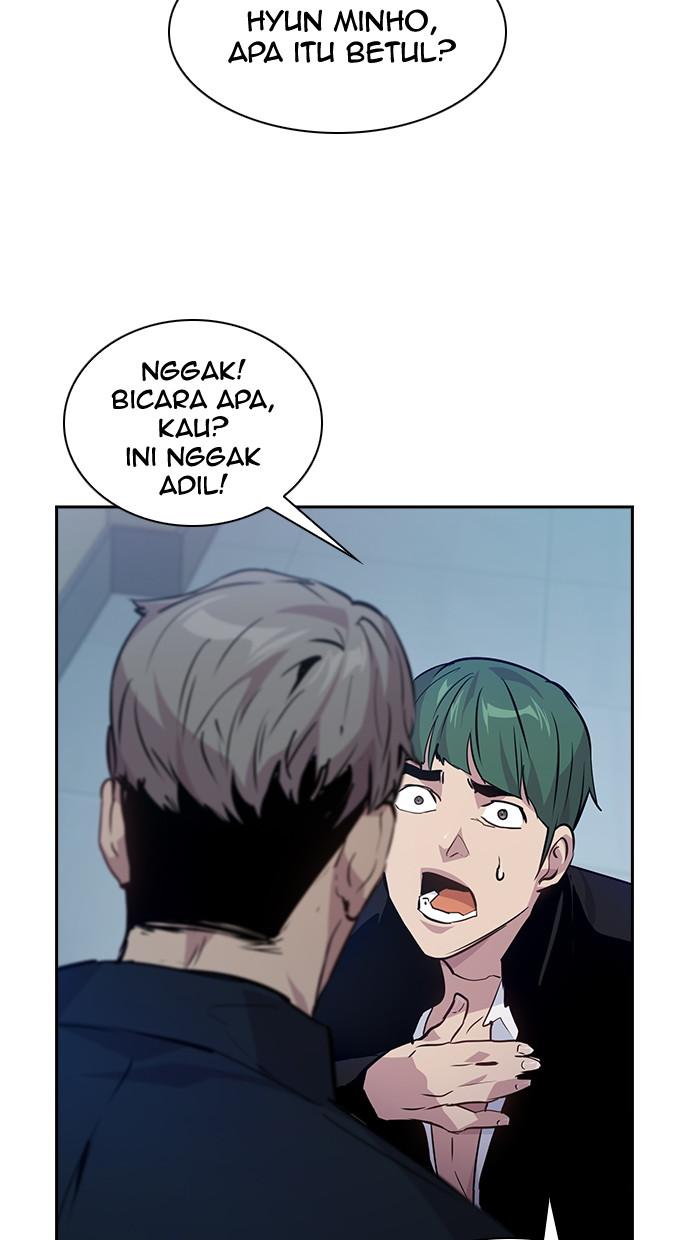 HYUN MINHO,
APA ITU BETUL?
NGGAK!
BICARA APA,
KAU?
INI NGGAK
ADIL!